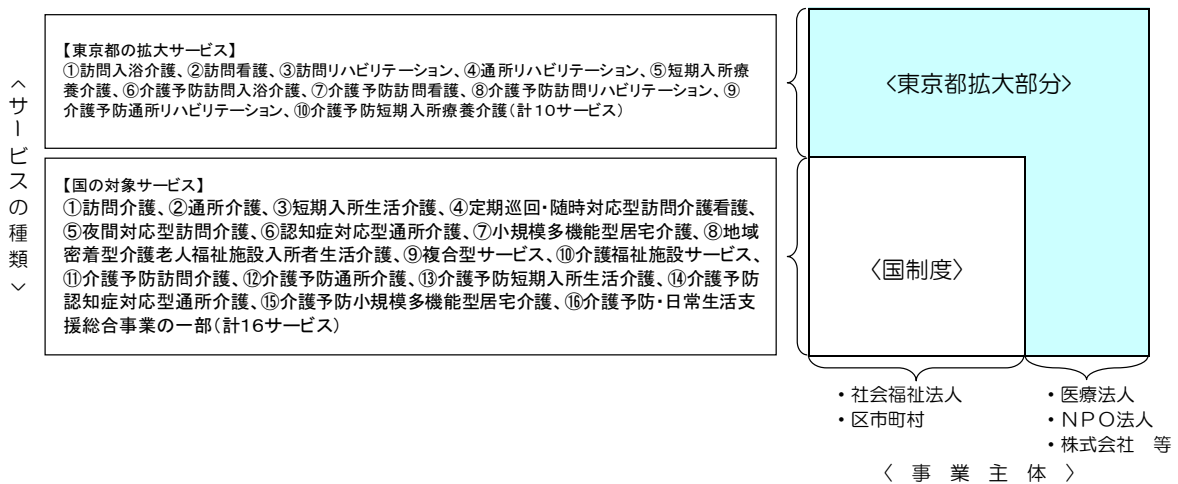 〈サービスの種類〉
【東京都の拡大サービス】
①訪問入浴介護、②訪問看護、③訪問リハビリテーション、④通所リハビリテーション、⑤短期入所療
養介護、⑥介護予防訪問入浴介護、⑦介護予防訪問看護、⑧介護予防訪問リハビリテーション、⑨
介護予防通所リハビリテーション、⑩介護予防短期入所療養介護（計10サービス）
〈東京都拡大部分〉
【国の対象サービス】
①訪問介護、②通所介護、③短期入所生活介護、④定期巡回・随時対応型訪問介護看護、
⑤夜間対応型訪問介護、⑥認知症対応型通所介護、⑦小規模多機能型居宅介護、⑧地域
密着型介護老人福祉施設入所者生活介護、⑨複合型サービス、⑩介護福祉施設サービス、
⑪介護予防訪問介護、⑫介護予防通所介護、⑬介護予防短期入所生活介護、⑭介護予防
認知症対応型通所介護、⑮介護予防小規模多機能型居宅介護、⑯介護予防・日常生活支
援総合事業の一部（計16サービス）
〈国制度〉
・社会福祉法人
・区市町村
・医療法人
・ＮＰＯ法人
・株式会社　等
〈　事　業　主　体　〉